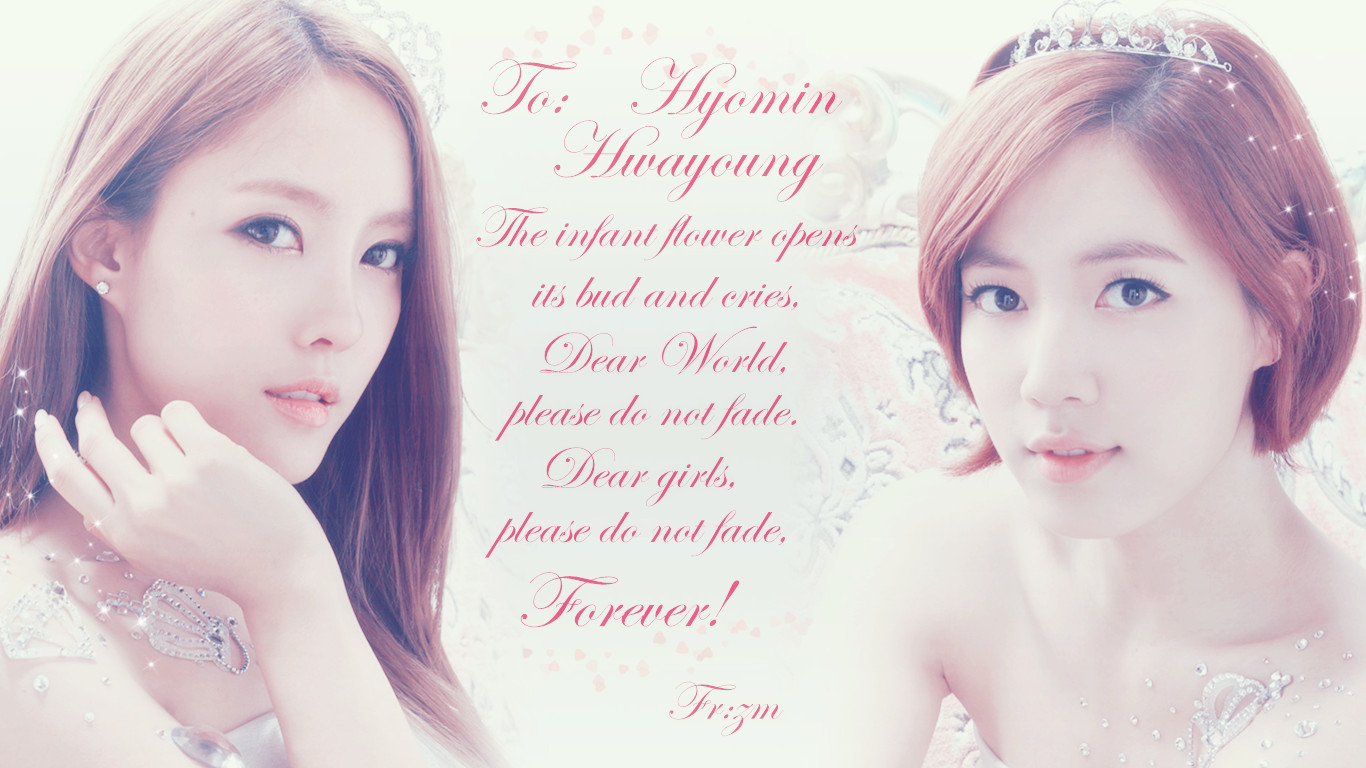 To: Hyomin
Hwayoung
The infant flower opens
its bud and cries,
Dear World,
please do not fade.
Dear girls,
please do not fade,
Forever!
Fr:zm